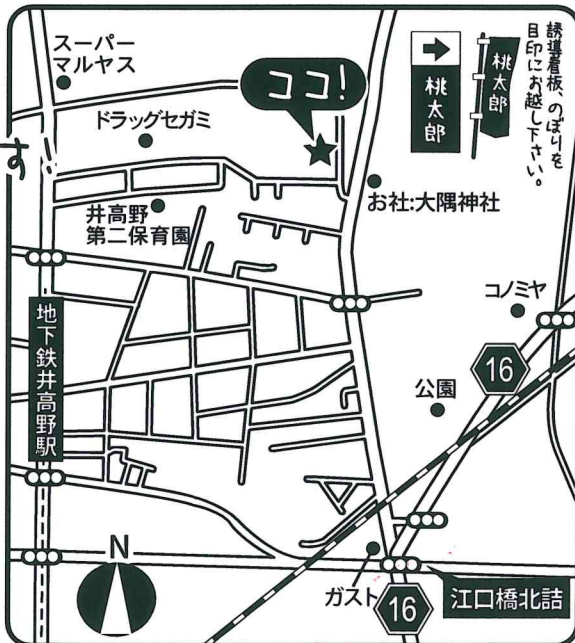 スーパー
マルヤス
ドラッグセガミ
ココ!
→
桃太郎
桃太郎
誘導看板、のぼりを
目印にお越し下さい。
す!
井高野
第二保育園
お社:大隅神社
コノミヤ
地下鉄井高野駅
16
公園
N
ガスト
16
江口橋北詰